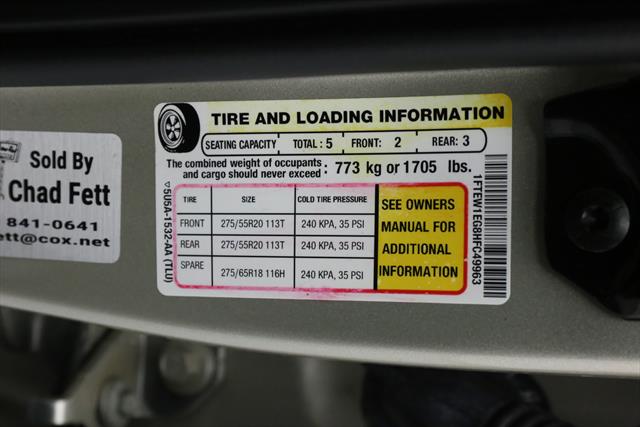 Sold By
Chad Fett
841-0641
ett@cox.net
TIRE AND LOADING INFORMATION
SEATING CAPACITY TOTAL : 5 FRONT: 2 REAR: 3
The combined weight of occupants and cargo should never exceed : 773 kg or 1705 lbs.
TIRE SIZE COLD TIRE PRESSURE
FRONT 275/55R20 113T 240 KPA, 35 PSI
REAR 275/55R20 113T 240 KPA, 35 PSI
SPARE 275/65R18 116H 240 KPA, 35 PSI
SEE OWNERS
MANUAL FOR
ADDITIONAL
INFORMATION
5USA-1532-AA (TLU)
1FTEW1EG8HFC49963